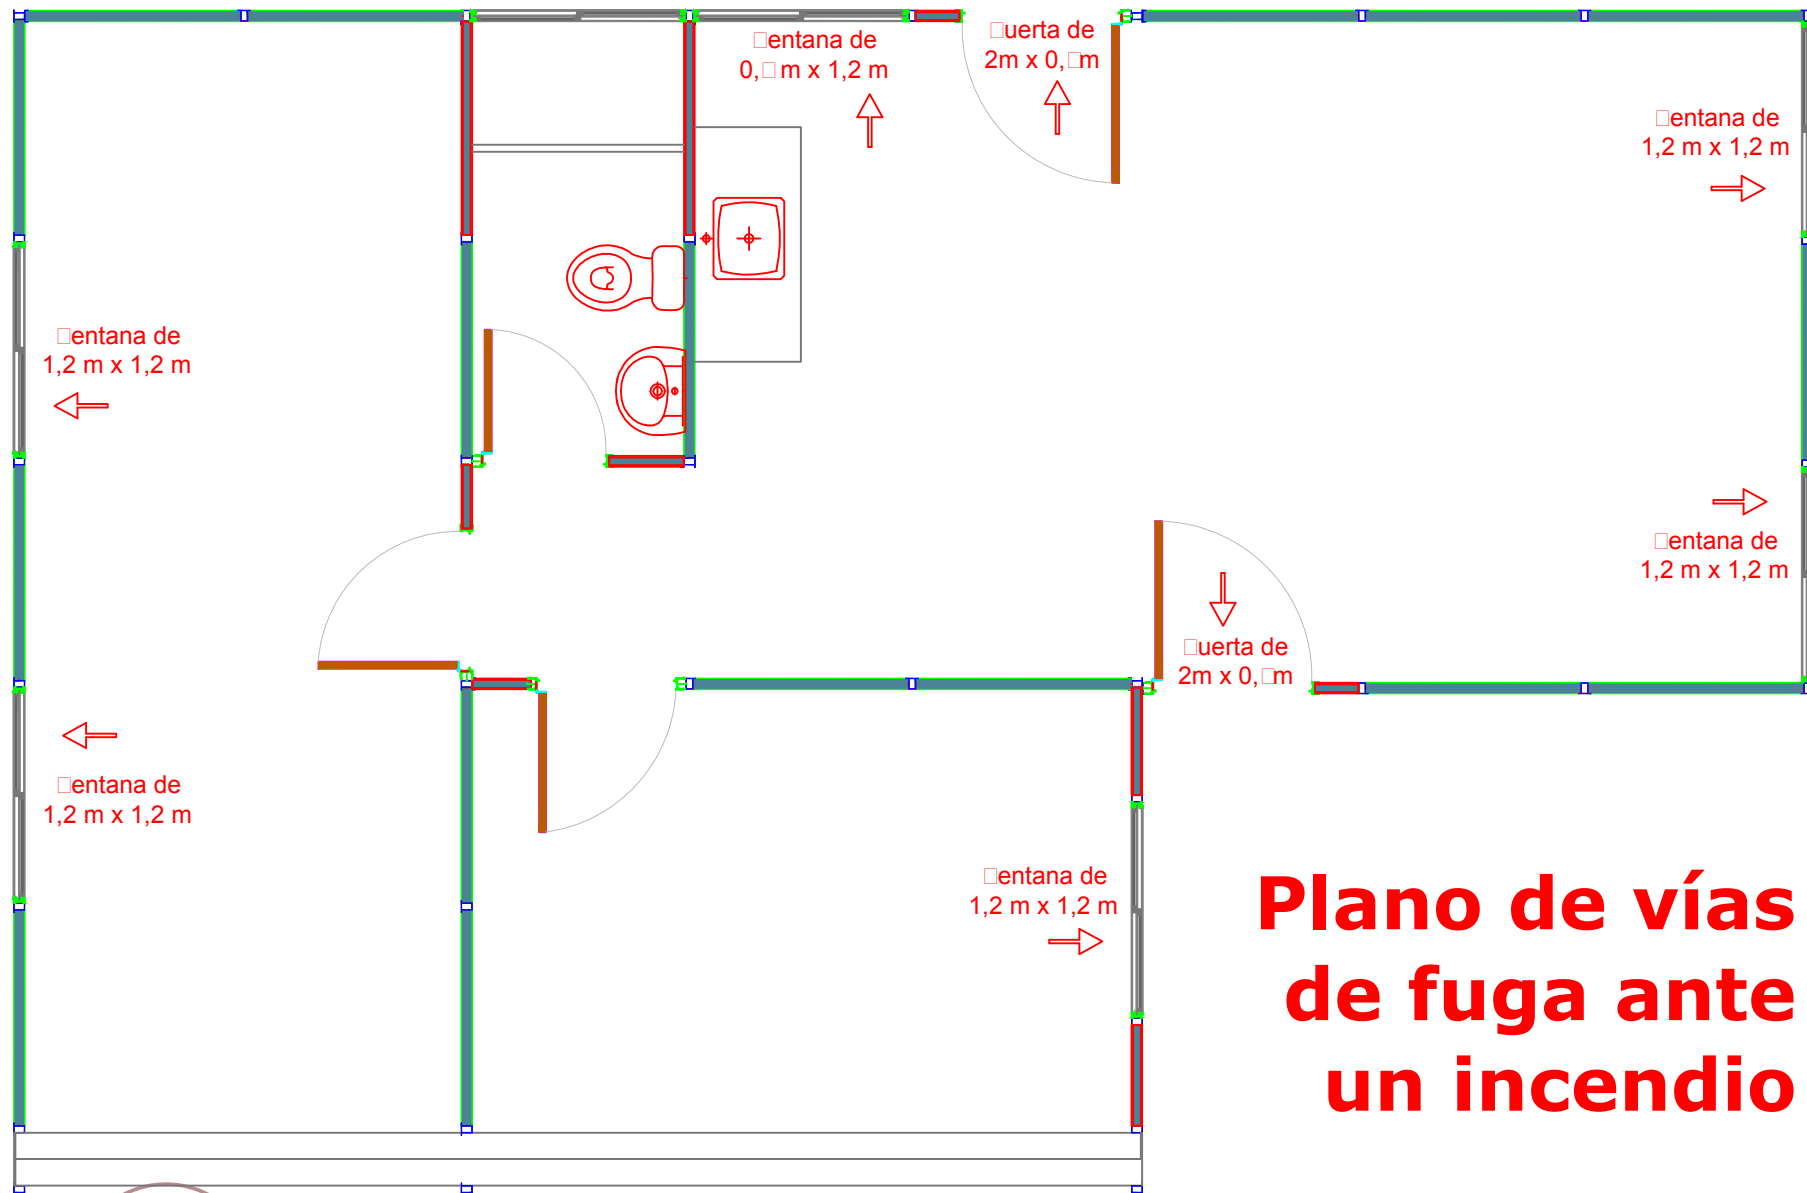 □entana de
0,□ m x 1,2 m
□uerta de
2m x 0,□m
□entana de
1,2 m x 1,2 m
□entana de
1,2 m x 1,2 m
□entana de
1,2 m x 1,2 m
□uerta de
2m x 0,□m
□entana de
1,2 m x 1,2 m
□entana de
1,2 m x 1,2 m
Plano de vías
de fuga ante
un incendio